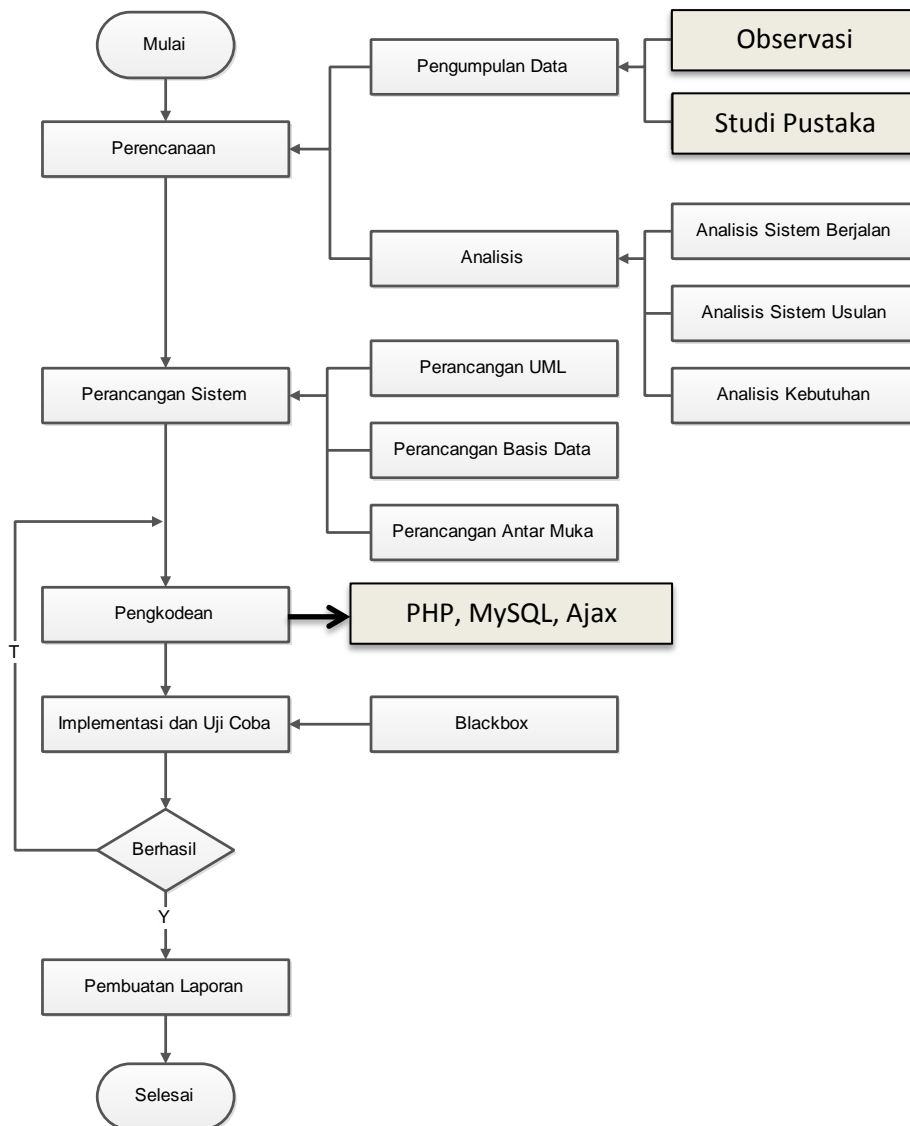 Mulai
Pengumpulan Data
Observasi
Studi Pustaka
Perencanaan
Analisis
Analisis Sistem Berjalan
Analisis Sistem Usulan
Analisis Kebutuhan
Perancangan Sistem
Perancangan UML
Perancangan Basis Data
Perancangan Antar Muka
Pengkodean
PHP, MySQL, Ajax
T
Implementasi dan Uji Coba
Blackbox
Berhasil
Y
Pembuatan Laporan
Selesai